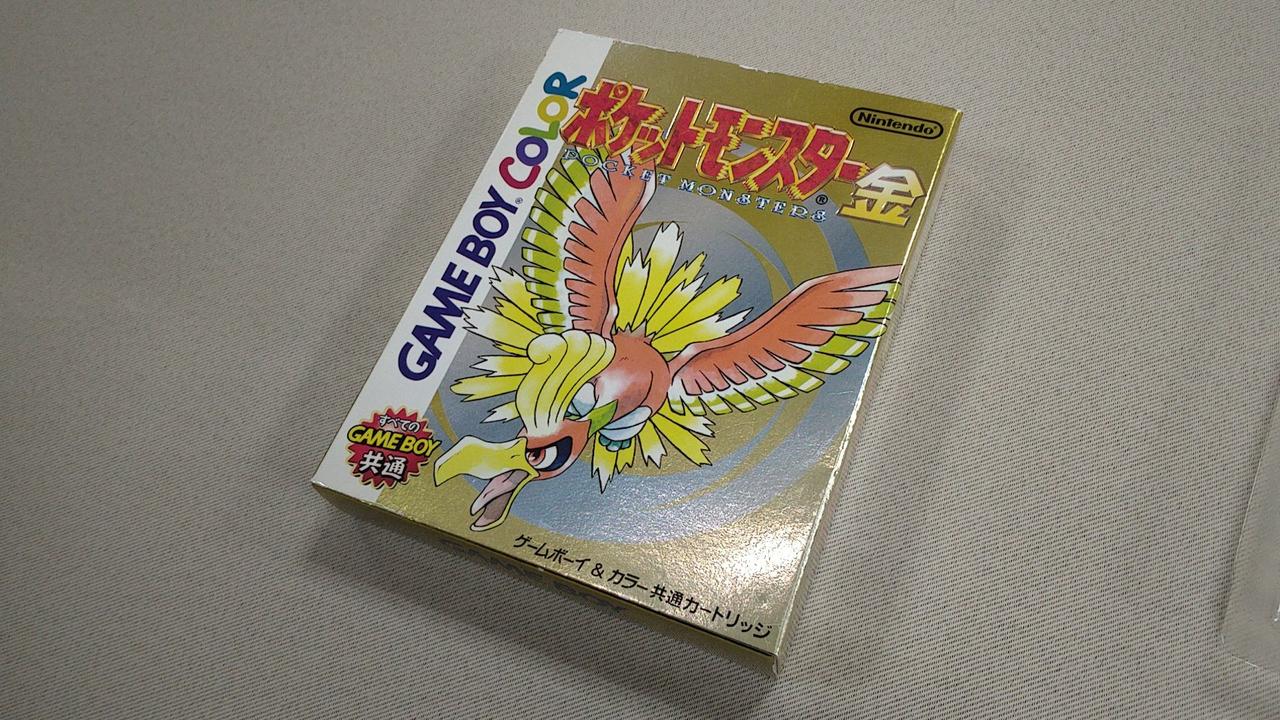 GAME BOY COLOR
ポケットモンスター金
POCKET MONSTERS®
Nintendo®
すべての
GAME BOY
共通
ゲームボーイ & カラー共通カートリッジ